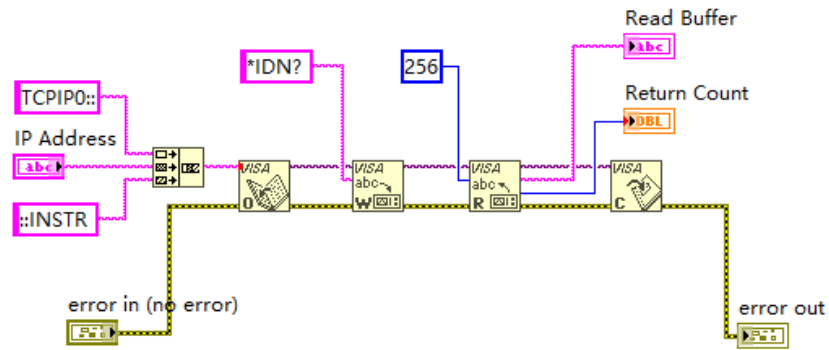 Read Buffer
abc
*IDN?
256
TCPIP0::
Return Count
DBL
IP Address
abc
VISA
O
VISA
abc
W
VISA
abc
R
VISA
C
::INSTR
error in (no error)
error out